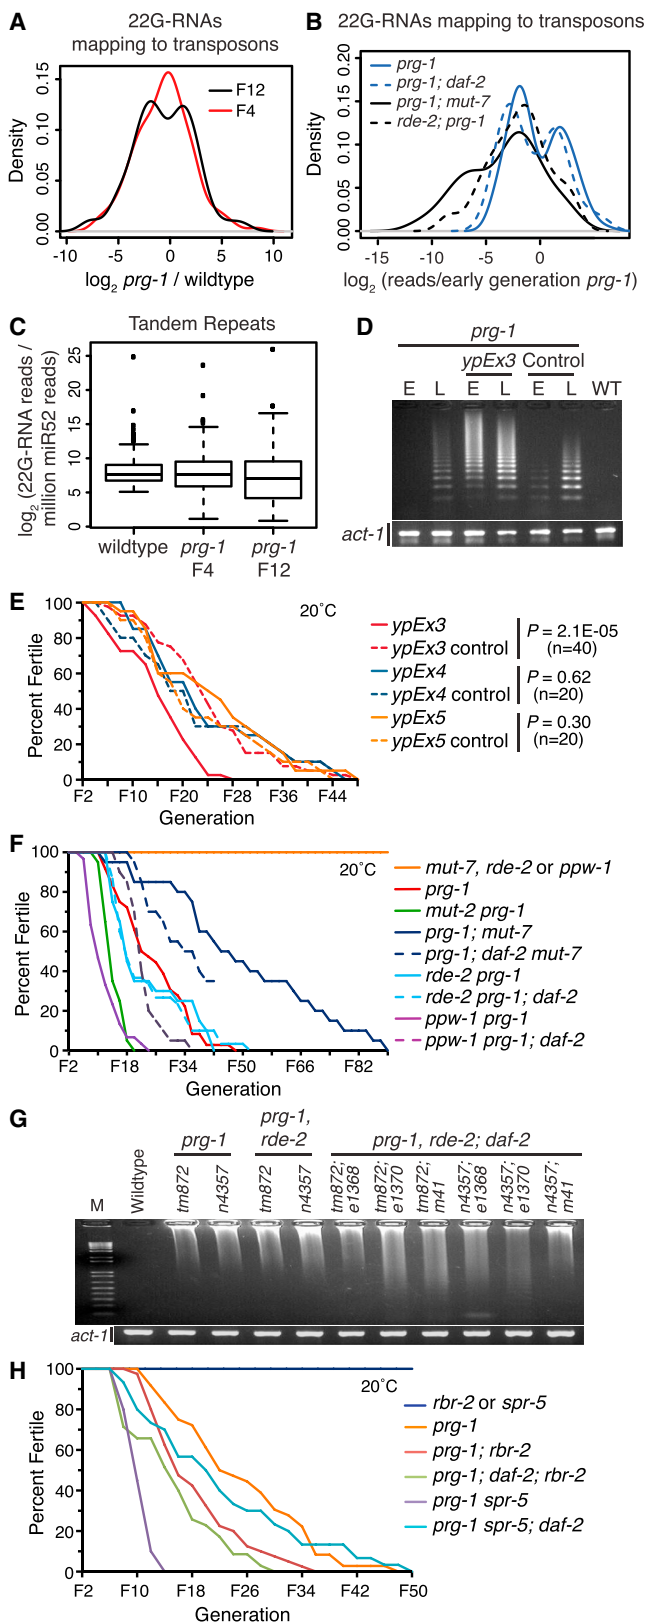 A
22G-RNAs
mapping to transposons
Density
0.15
0.10
0.05
0.00
F12
F4
-10 -5 0 5 10
log2 prg-1 / wildtype
B
22G-RNAs mapping to transposons
Density
0.20
0.15
0.10
0.05
0.00
prg-1
prg-1; daf-2
prg-1; mut-7
rde-2; prg-1
-15 -10 -5 0
log2 (reads/early generation prg-1)
C
Tandem Repeats
log2 (22G-RNA reads /
million miR52 reads)
25
20
15
10
5
0
wildtype prg-1 prg-1
F4 F12
D
prg-1
ypEx3 Control
E L E L E L WT
act-1
E
Percent Fertile
100
80
60
40
20
0
20°C
F2 F10 F20 F28 F36 F44
Generation
ypEx3
ypEx3 control
P = 2.1E-05
(n=40)
ypEx4
ypEx4 control
P = 0.62
(n=20)
ypEx5
ypEx5 control
P = 0.30
(n=20)
F
Percent Fertile
100
80
60
40
20
0
20°C
F2 F18 F34 F50 F66 F82
Generation
mut-7, rde-2 or ppw-1
prg-1
mut-2 prg-1
prg-1; mut-7
prg-1; daf-2 mut-7
rde-2 prg-1
rde-2 prg-1; daf-2
ppw-1 prg-1
ppw-1 prg-1; daf-2
G
prg-1
prg-1,
rde-2
prg-1, rde-2; daf-2
M
Wildtype
tm872
n4357
tm872
n4357
tm872;
e1368
tm872;
e1370
tm872;
m41
n4357;
e1368
n4357;
e1370
n4357;
m41
act-1
H
Percent Fertile
100
80
60
40
20
0
20°C
F2 F10 F18 F26 F34 F42 F50
Generation
rbr-2 or spr-5
prg-1
prg-1; rbr-2
prg-1; daf-2; rbr-2
prg-1 spr-5
prg-1 spr-5; daf-2